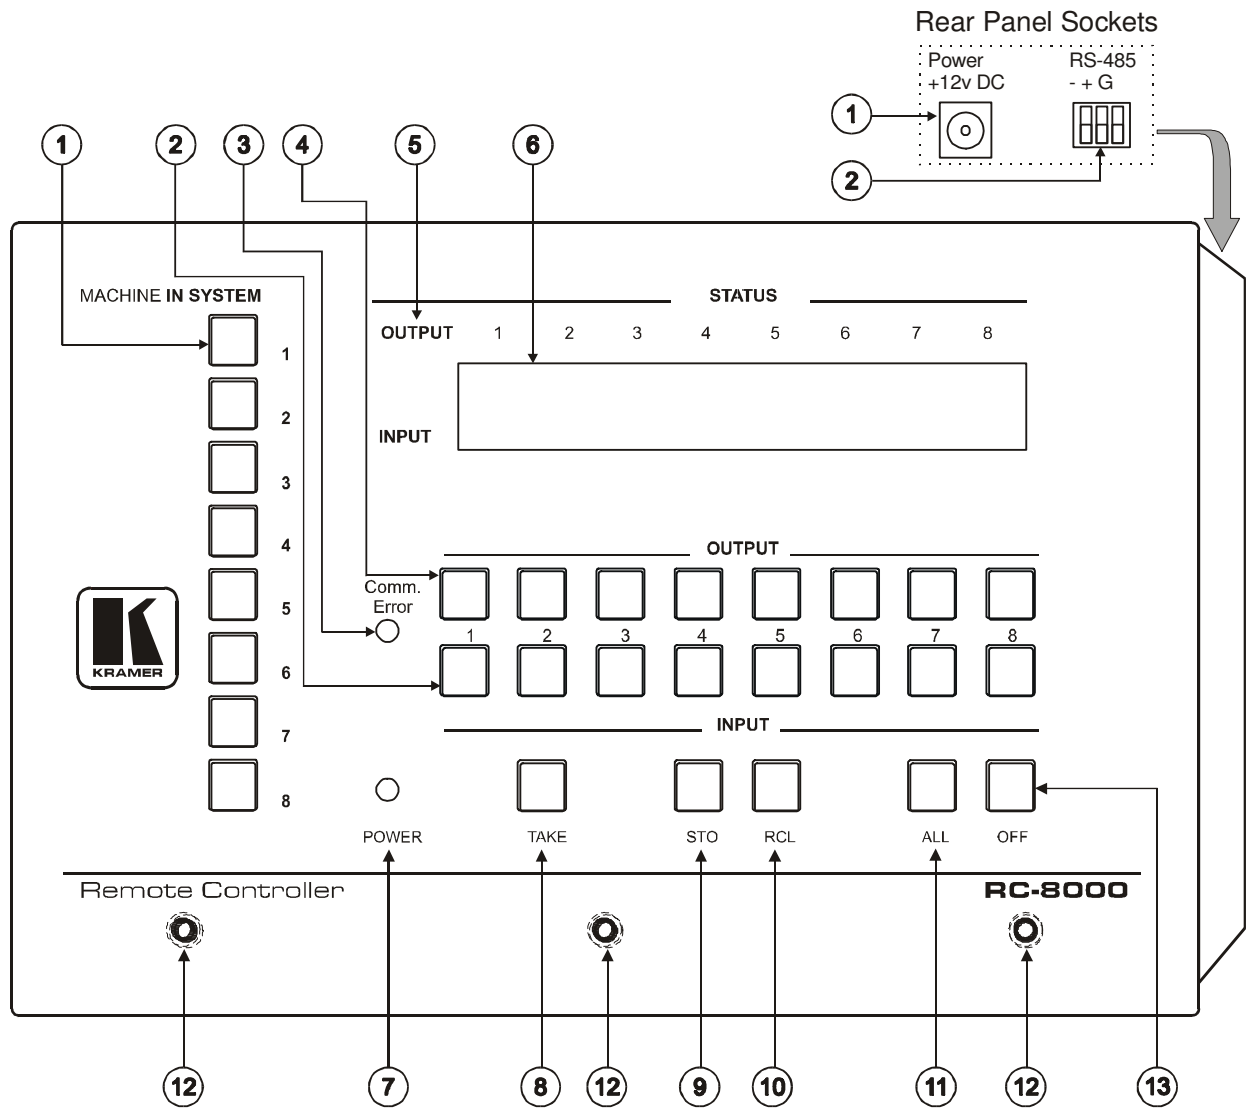 Rear Panel Sockets
Power RS-485
+12v DC - + G
1
2
1 2 3 4 5 6
MACHINE IN SYSTEM
STATUS
OUTPUT 1 2 3 4 5 6 7 8
INPUT
1
2
3
4
5
6
7
8
KRAMER
OUTPUT
Comm.
Error
1 2 3 4 5 6 7 8
INPUT
POWER TAKE STO RCL ALL OFF
Remote Controller RC-8000
12 7 8 12 9 10 11 12 13